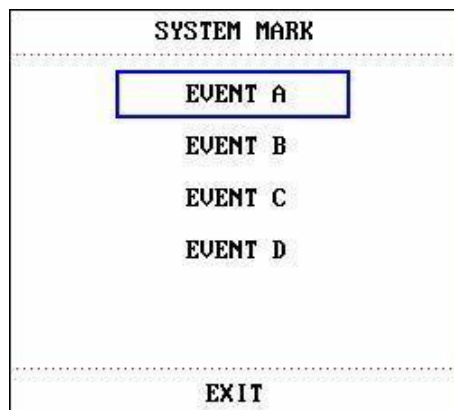 SYSTEM MARK
EVENT A
EVENT B
EVENT C
EVENT D
EXIT